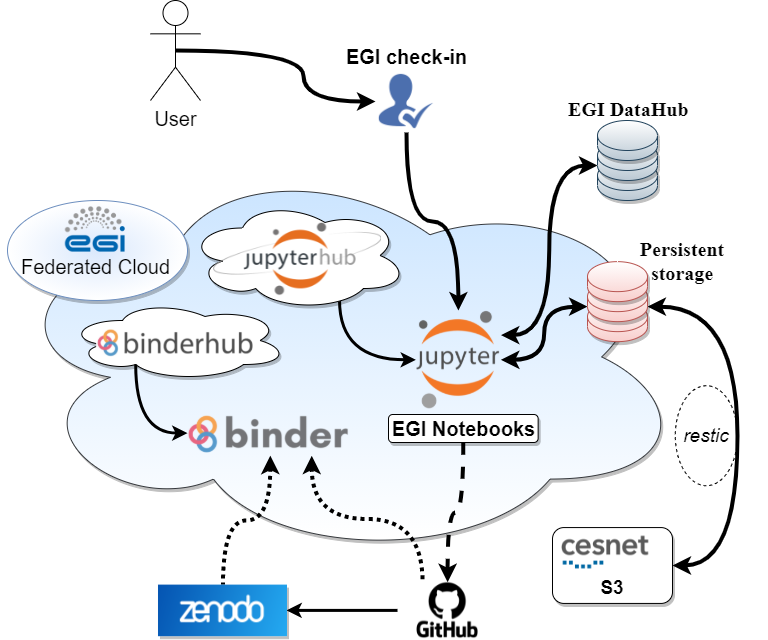 EGI check-in
User
EGI DataHub
egi
Federated Cloud
jupyterhub
Persistent
storage
binderhub
jupyter
binder
EGI Notebooks
restic
cesnet
S3
zenodo
GitHub